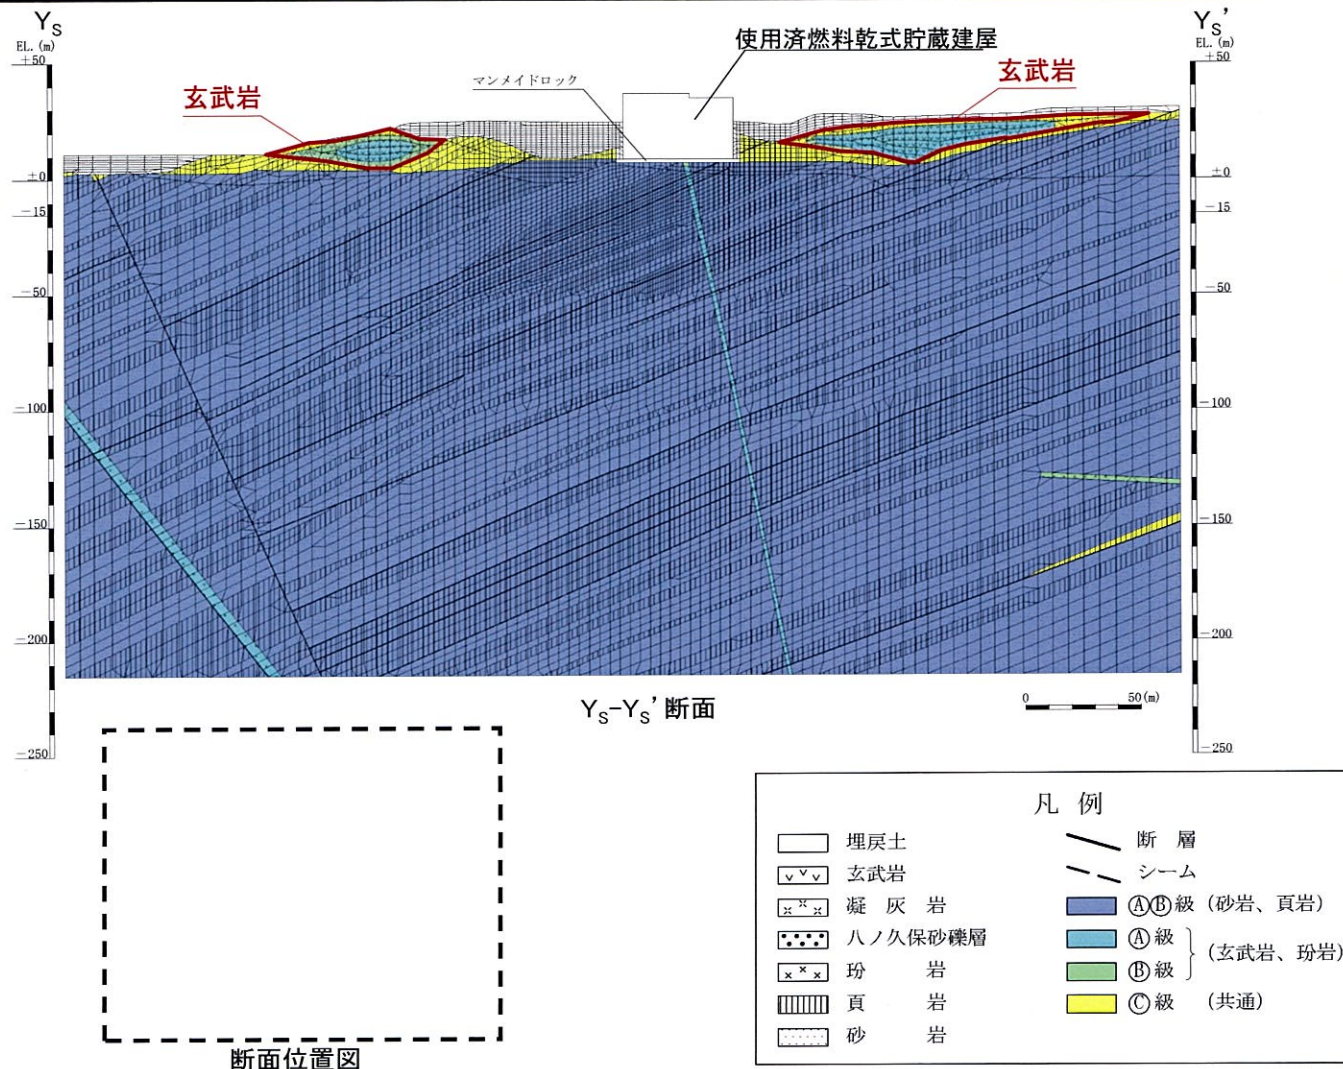 Ys
Ys'
EL.(m)
EL.(m)
+50
+50
使用済燃料乾式貯蔵建屋
マンメイドロック
玄武岩
玄武岩
±0
±0
-15
-15
-50
-50
-100
-100
-150
-150
-200
-200
-250
-250
Ys-Ys'断面
0 50(m)
断面位置図
凡 例
埋戻土
玄武岩
凝 灰 岩
八ノ久保砂礫層
玢 岩
頁 岩
砂 岩
断 層
シーム
ⒶⒷ級 (砂岩、頁岩)
Ⓐ級
Ⓑ級
(玄武岩、玢岩)
Ⓒ級 (共通)